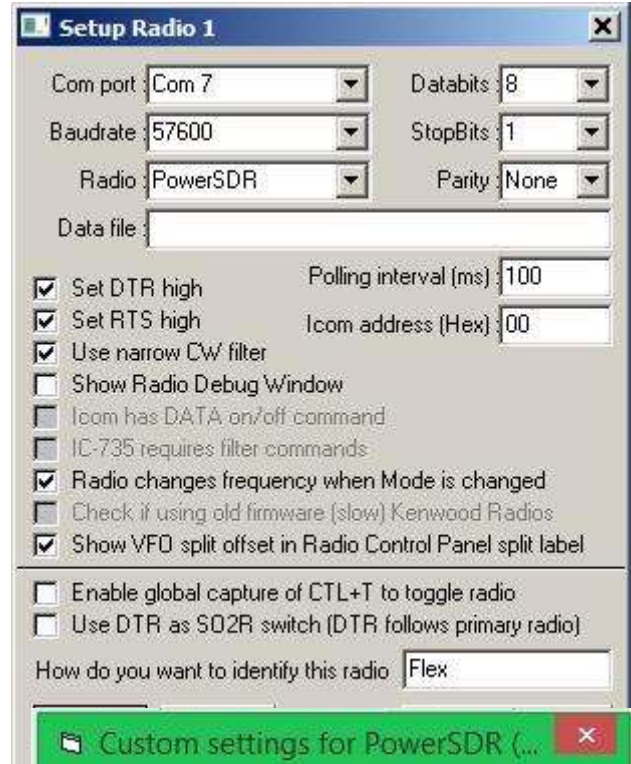 Setup Radio 1
Com port : Com 7 Databits : 8
Baudrate : 57600 StopBits : 1
Radio : PowerSDR Parity : None
Data file :
Set DTR high Polling interval (ms) : 100
Set RTS high Icom address (Hex) : 00
Use narrow CW filter
Show Radio Debug Window
Icom has DATA on/off command
IC-735 requires filter commands
Radio changes frequency when Mode is changed
Check if using old firmware (slow) Kenwood Radios
Show VFO split offset in Radio Control Panel split label
Enable global capture of CTL+T to toggle radio
Use DTR as SO2R switch (DTR follows primary radio)
How do you want to identify this radio Flex
Custom settings for PowerSDR (...